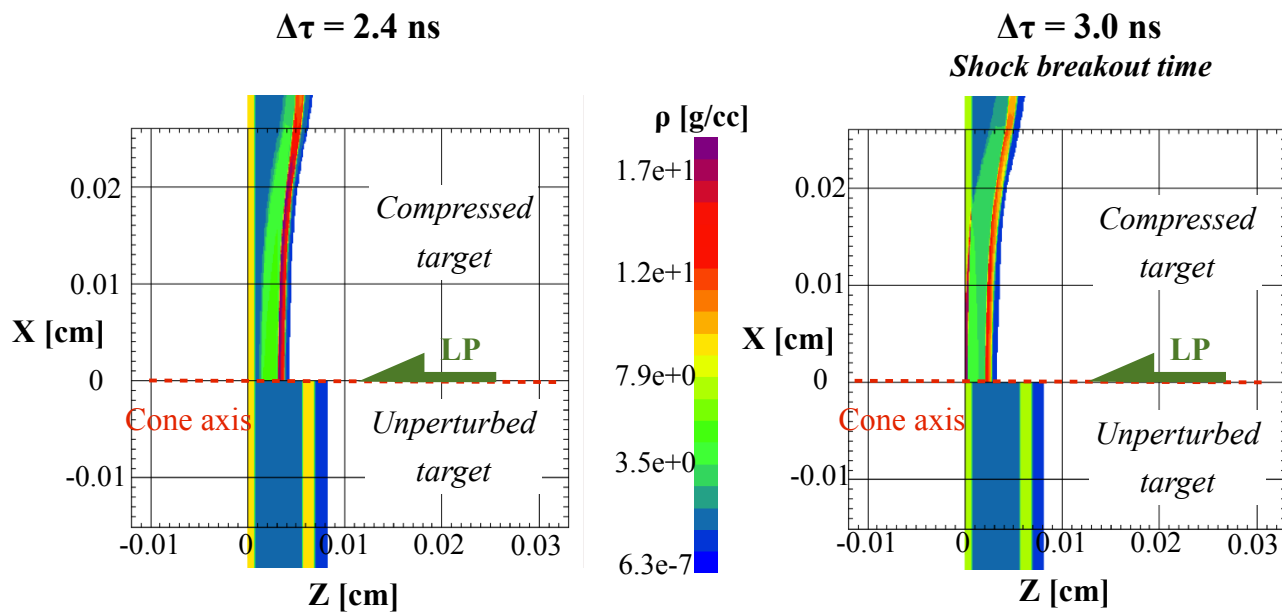 Δτ = 2.4 ns
Δτ = 3.0 ns
Shock breakout time
ρ [g/cc]
1.7e+1
1.2e+1
7.9e+0
3.5e+0
6.3e-7
0.02
0.01
0
-0.01
X [cm]
Compressed
target
LP
Cone axis
Unperturbed
target
-0.01
0
0.01
0.02
0.03
Z [cm]
0.02
0.01
0
-0.01
X [cm]
Compressed
target
LP
Cone axis
Unperturbed
target
-0.01
0
0.01
0.02
0.03
Z [cm]